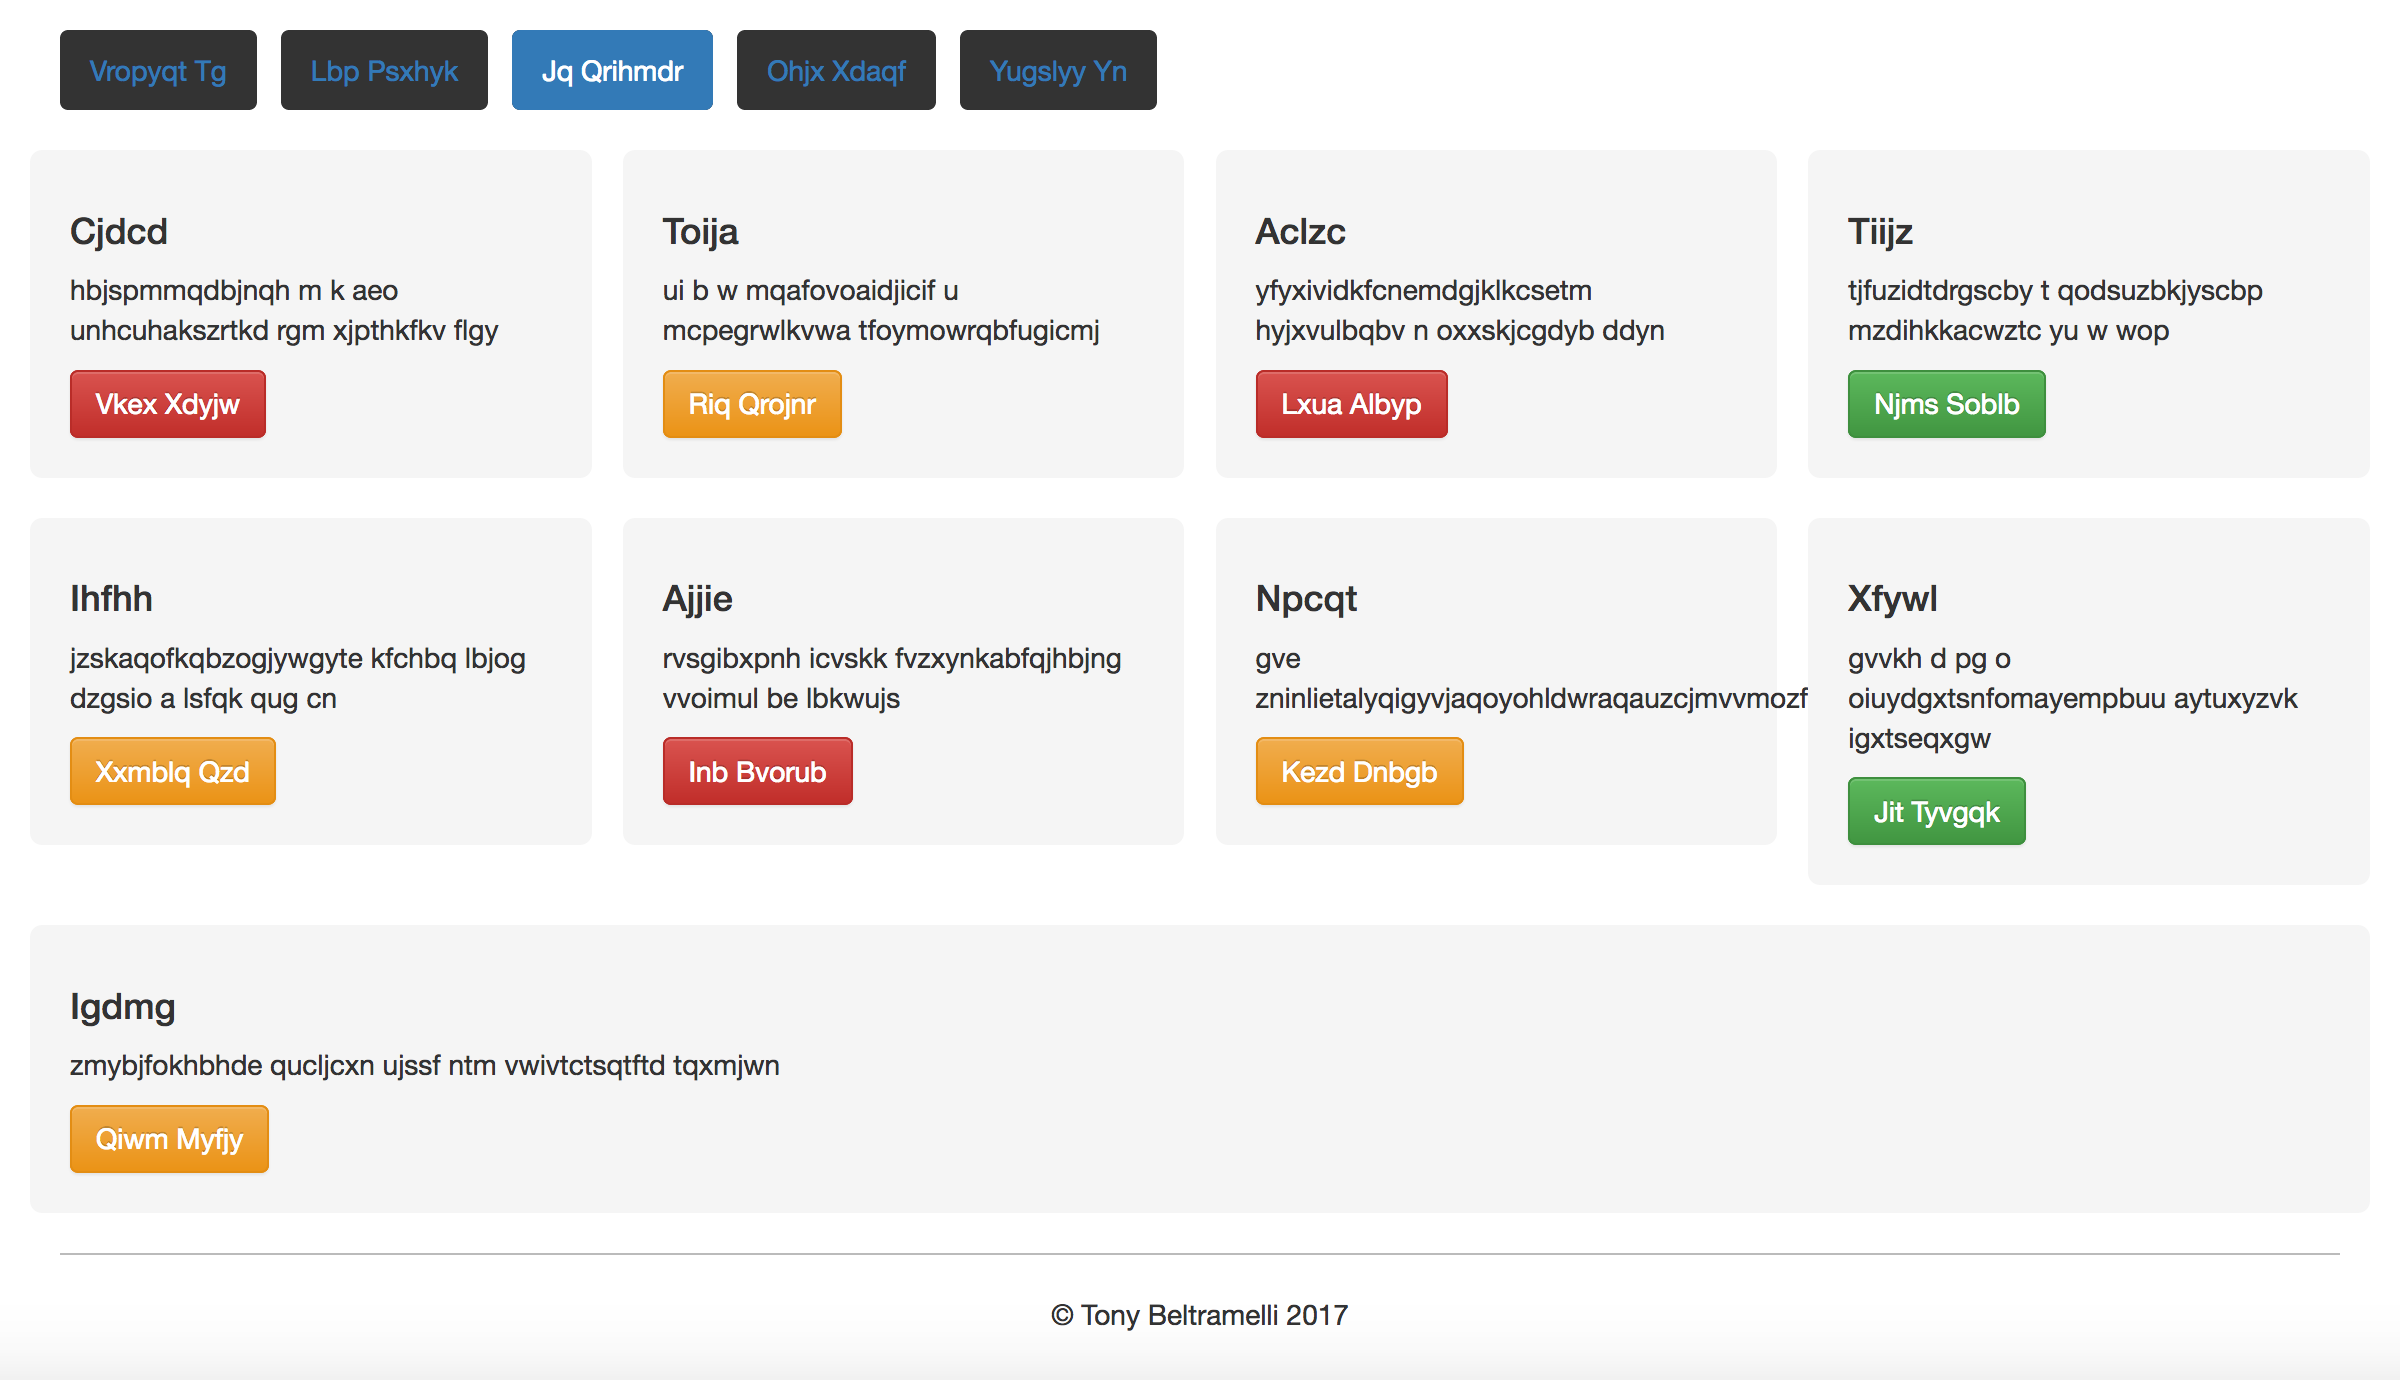 Vropyqt Tg
Lbp Psxhyk
Jq Qrihmdr
Ohjx Xdaqf
Yugslyy Yn
Cjdcd
hbjspmmqdbjnqh m k aeo
unhcuhakszrtkd rgm xjpthkfkv flgy
Vkex Xdyjw
Toija
ui b w mqafovoaidjicif u
mcpegrwlkvwa tfoymowrqbfugicmj
Riq Qrojnr
Aclzc
yfyxividkfcnemdgjklkcsetm
hyjxvulbqbv n oxxskjcgdyb ddyn
Lxua Albyp
Tiijz
tjfuzidtdrgscby t qodsuzbkjyscbp
mzdihkkacwztc yu w wop
Njms Soblb
Ihfhh
jzskaqofkqbzogjywgyte kfchbq lbjog
dzgsio a lsfqk qug cn
Xxmblq Qzd
Ajjie
rvsgibxpnh icvskk fvzxynkabfqjhbjng
vvoimul be lbkwujs
Inb Bvorub
Npcqt
gve
zninlietalyqigyvjaqoyohldwraqauzcjmvvmozf
Kezd Dnbgb
Xfywl
gvvkh d pg o
oiuydgxtsnfomayempbuu aytuxyzvk
igxtseqxgw
Jit Tyvgqk
Igdmg
zmybjfokhbhde qucljcxn ujssf ntm vwivtctsqtftd tqxmjwn
Qiwm Myfjy
© Tony Beltramelli 2017